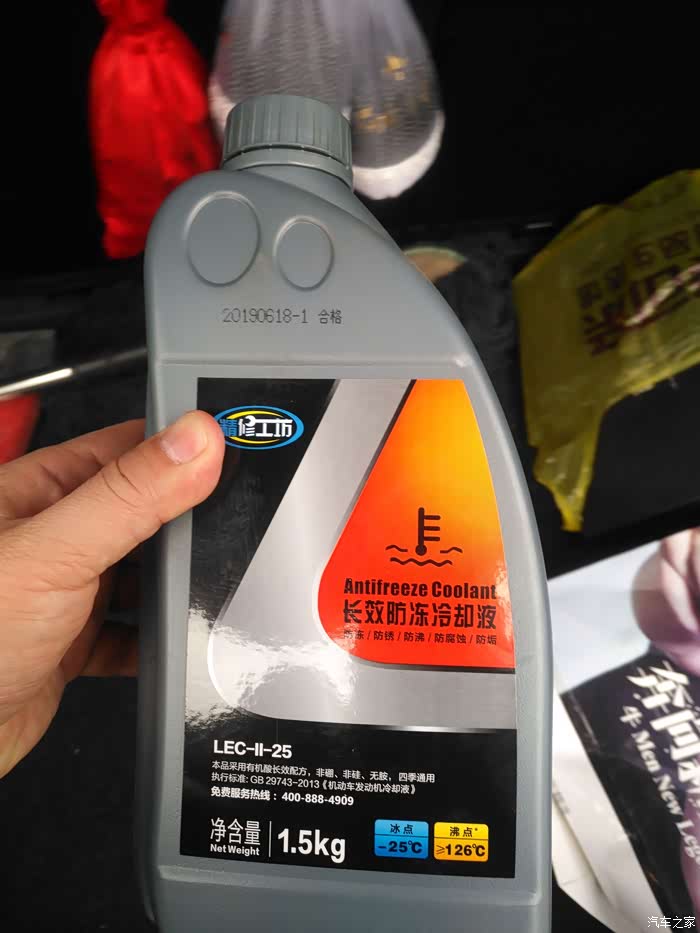 20190618-1 合格
精修工坊
Antifreeze Coolant
长效防冻冷却液
防冻/防锈/防沸/防腐蚀/防垢
LEC-II-25
本品采用有机酸长效配方，非硼、非硅、无胺，四季通用
执行标准: GB 29743-2013《机动车发动机冷却液》
免费服务热线：400-888-4909
净含量
Net Weight
1.5kg
冰点
-25℃
沸点*
≥126℃
牛 Men New Leg
汽车之家